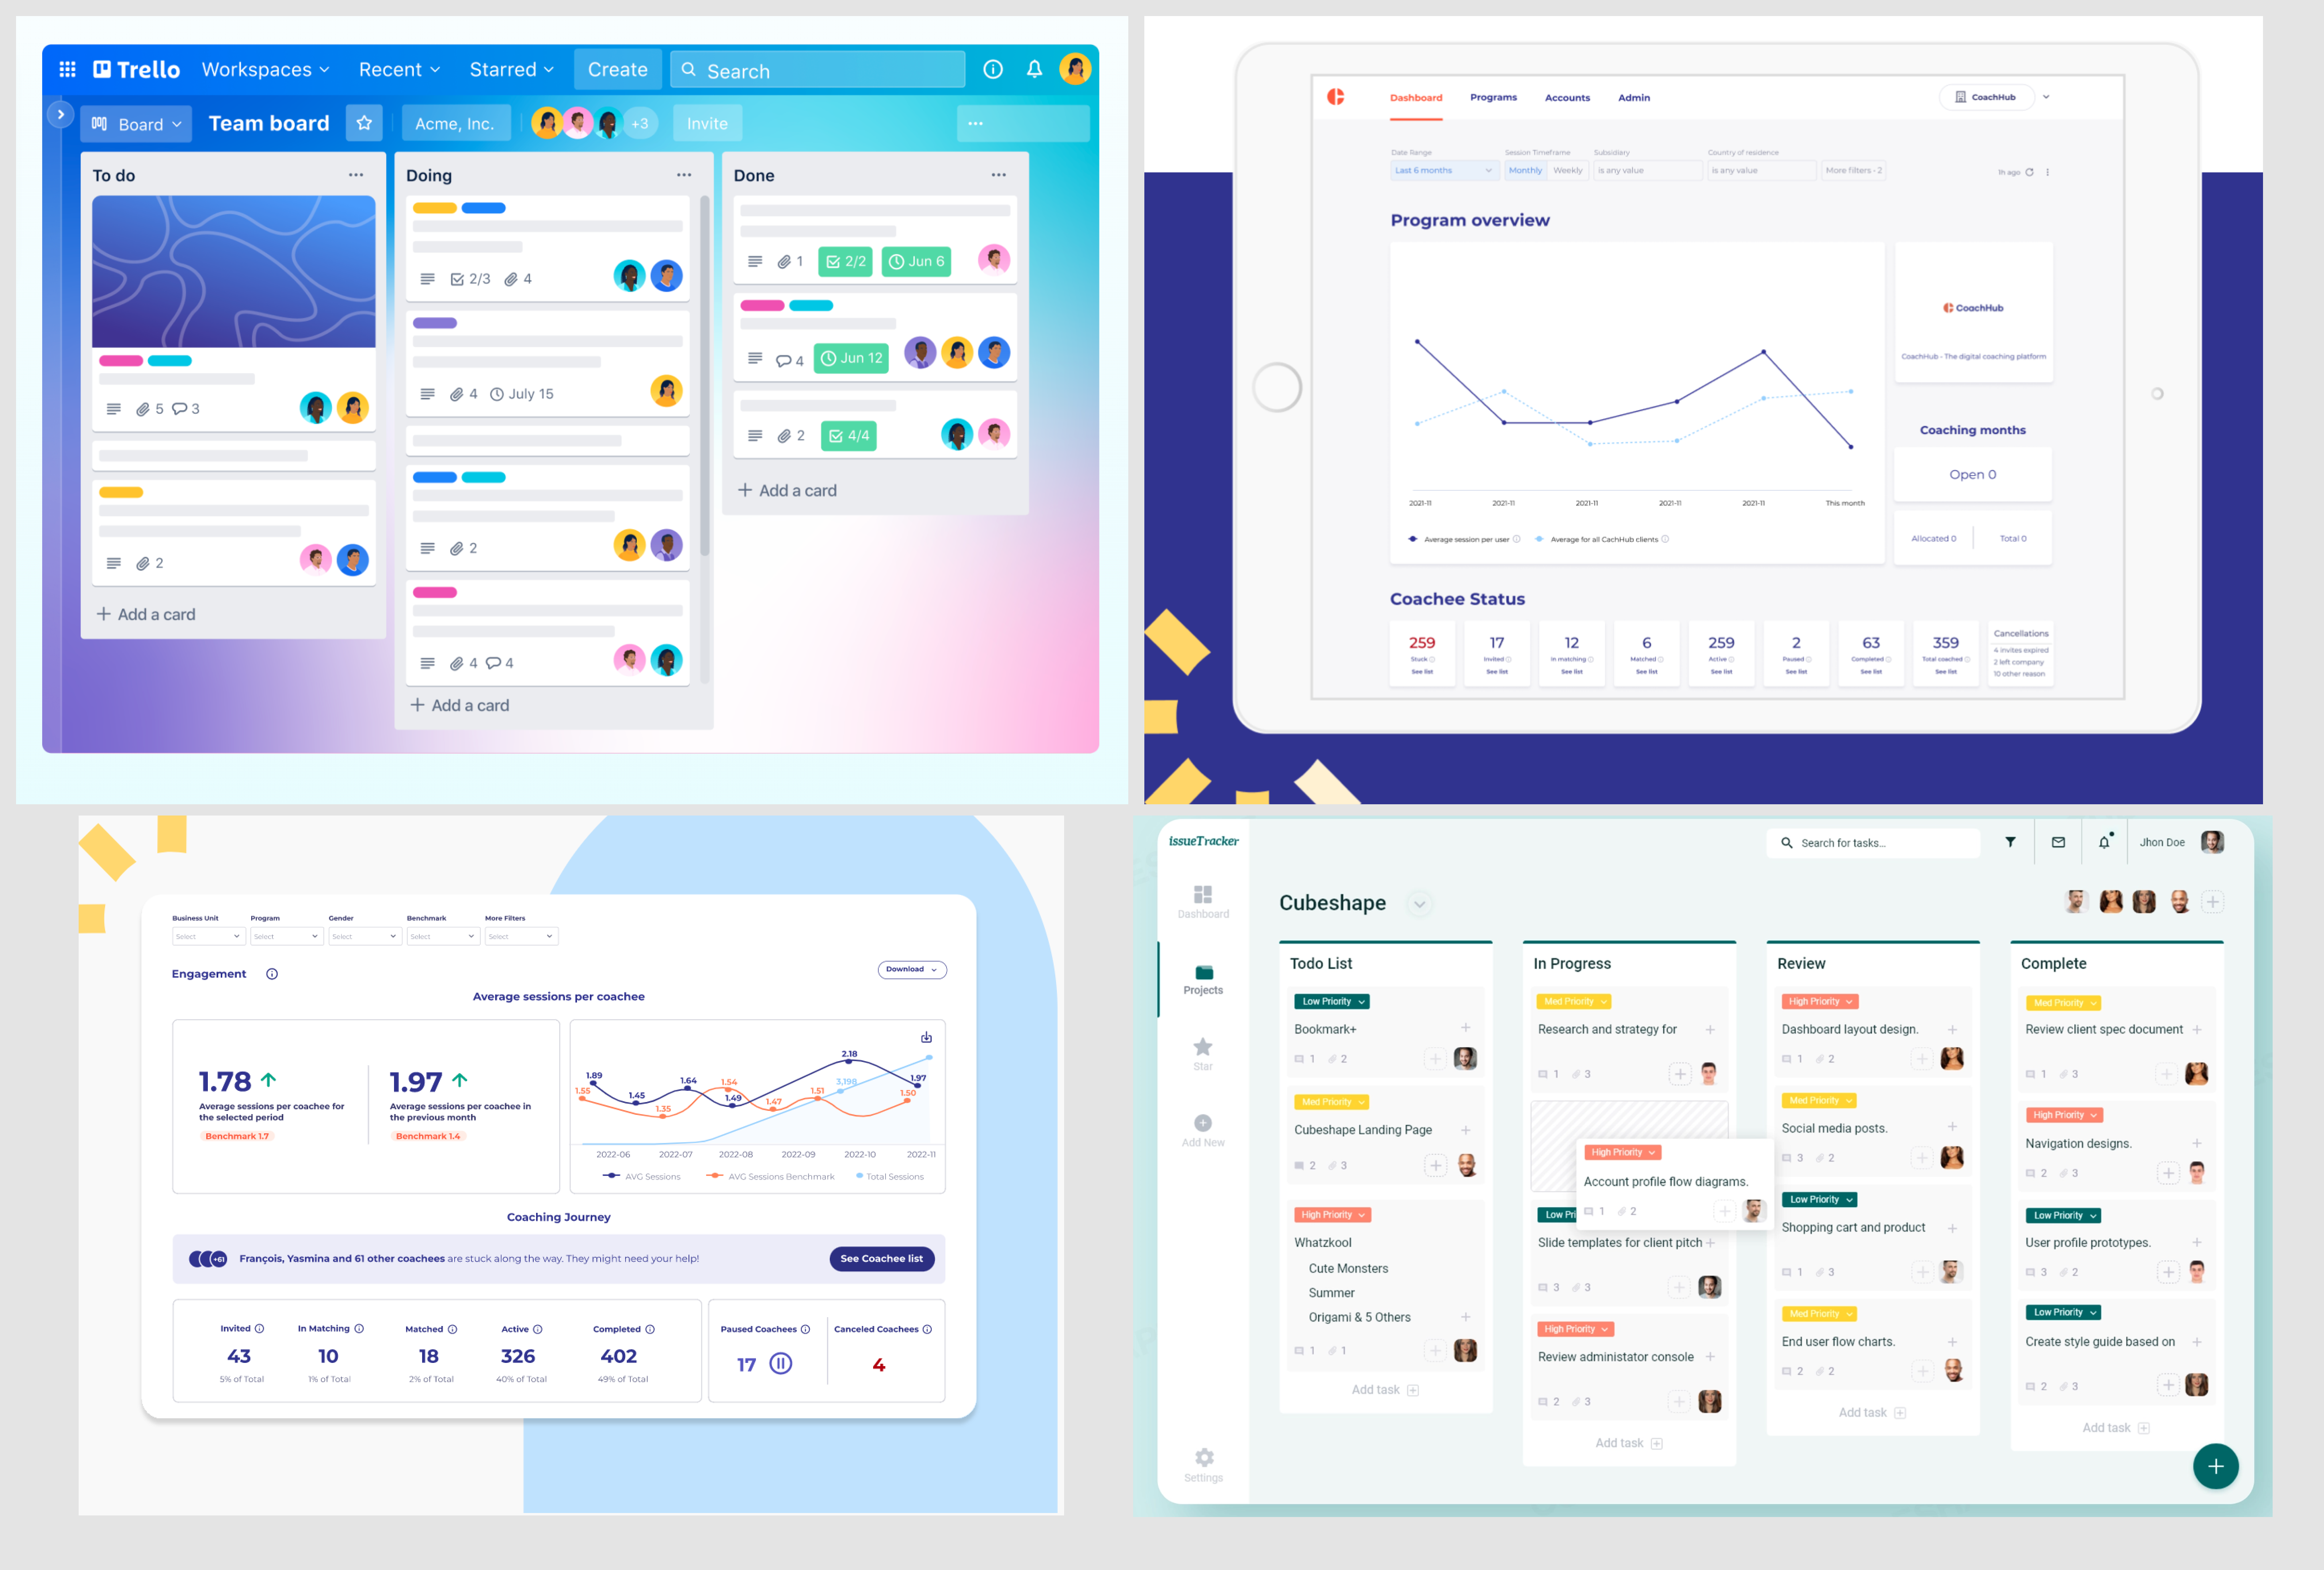 Trello Workspaces Recent Starred Create Search
Board Team board Acme, Inc. +3 Invite
To do
5 3
2
+ Add a card
Doing
2/3 4
4 July 15
2
4 4
+ Add a card
Done
1 2/2 Jun 6
4 Jun 12
2 4/4
+ Add a card
Dashboard Programs Accounts Admin CoachHub
Date Range Session Timeframe Subsidiary Country of residence
Last 6 months Monthly Weekly is any value is any value More filters - 2 1h ago
Program overview
2021-11 2021-11 2021-11 2021-11 2021-11 This month
Average session per user Average for all CachHub clients
CoachHub
CoachHub - The digital coaching platform
Coaching months
Open 0
Allocated 0 Total 0
Coachee Status
259 17 12 6 259 2 63 359
Stuck Invited In matching Matched Active Paused Completed Total coached
See list See list See list See list See list See list See list See list
Cancellations
4 invites expired
2 left company
10 other reason
Business Unit Program Gender Benchmark More Filters
Select Select Select Select Select
Engagement Download
Average sessions per coachee
1.78
Average sessions per coachee for
the selected period
Benchmark 1.7
1.97
Average sessions per coachee in
the previous month
Benchmark 1.4
1.89 1.45 1.64 1.49 2.18 1.97
1.55 1.35 1.54 1.47 1.51 1.50
3,198
2022-06 2022-07 2022-08 2022-09 2022-10 2022-11
AVG Sessions AVG Sessions Benchmark Total Sessions
Coaching Journey
+61 François, Yasmina and 61 other coachees are stuck along the way. They might need your help! See Coachee list
Invited In Matching Matched Active Completed
43 10 18 326 402
5% of Total 1% of Total 2% of Total 40% of Total 49% of Total
Paused Coachees Canceled Coachees
17 4
issueTracker
Search for tasks...
Jhon Doe
Dashboard
Projects
Star
Add New
Settings
Cubeshape
Todo List
Low Priority
Bookmark+
1 2
Med Priority
Cubeshape Landing Page
2 3
High Priority
Whatzkool
Cute Monsters
Summer
Origami & 5 Others
1 1
Add task
In Progress
Med Priority
Research and strategy for
1 3
High Priority
Account profile flow diagrams.
1 2
Low Pri
Slide templates for client pitch
3 3
High Priority
Review administator console
2 3
Add task
Review
High Priority
Dashboard layout design.
1 2
Med Priority
Social media posts.
3 2
Low Priority
Shopping cart and product
1 3
Med Priority
End user flow charts.
2 2
Add task
Complete
Med Priority
Review client spec document
1 3
High Priority
Navigation designs.
2 3
Low Priority
User profile prototypes.
3 2
Low Priority
Create style guide based on
2 3
Add task